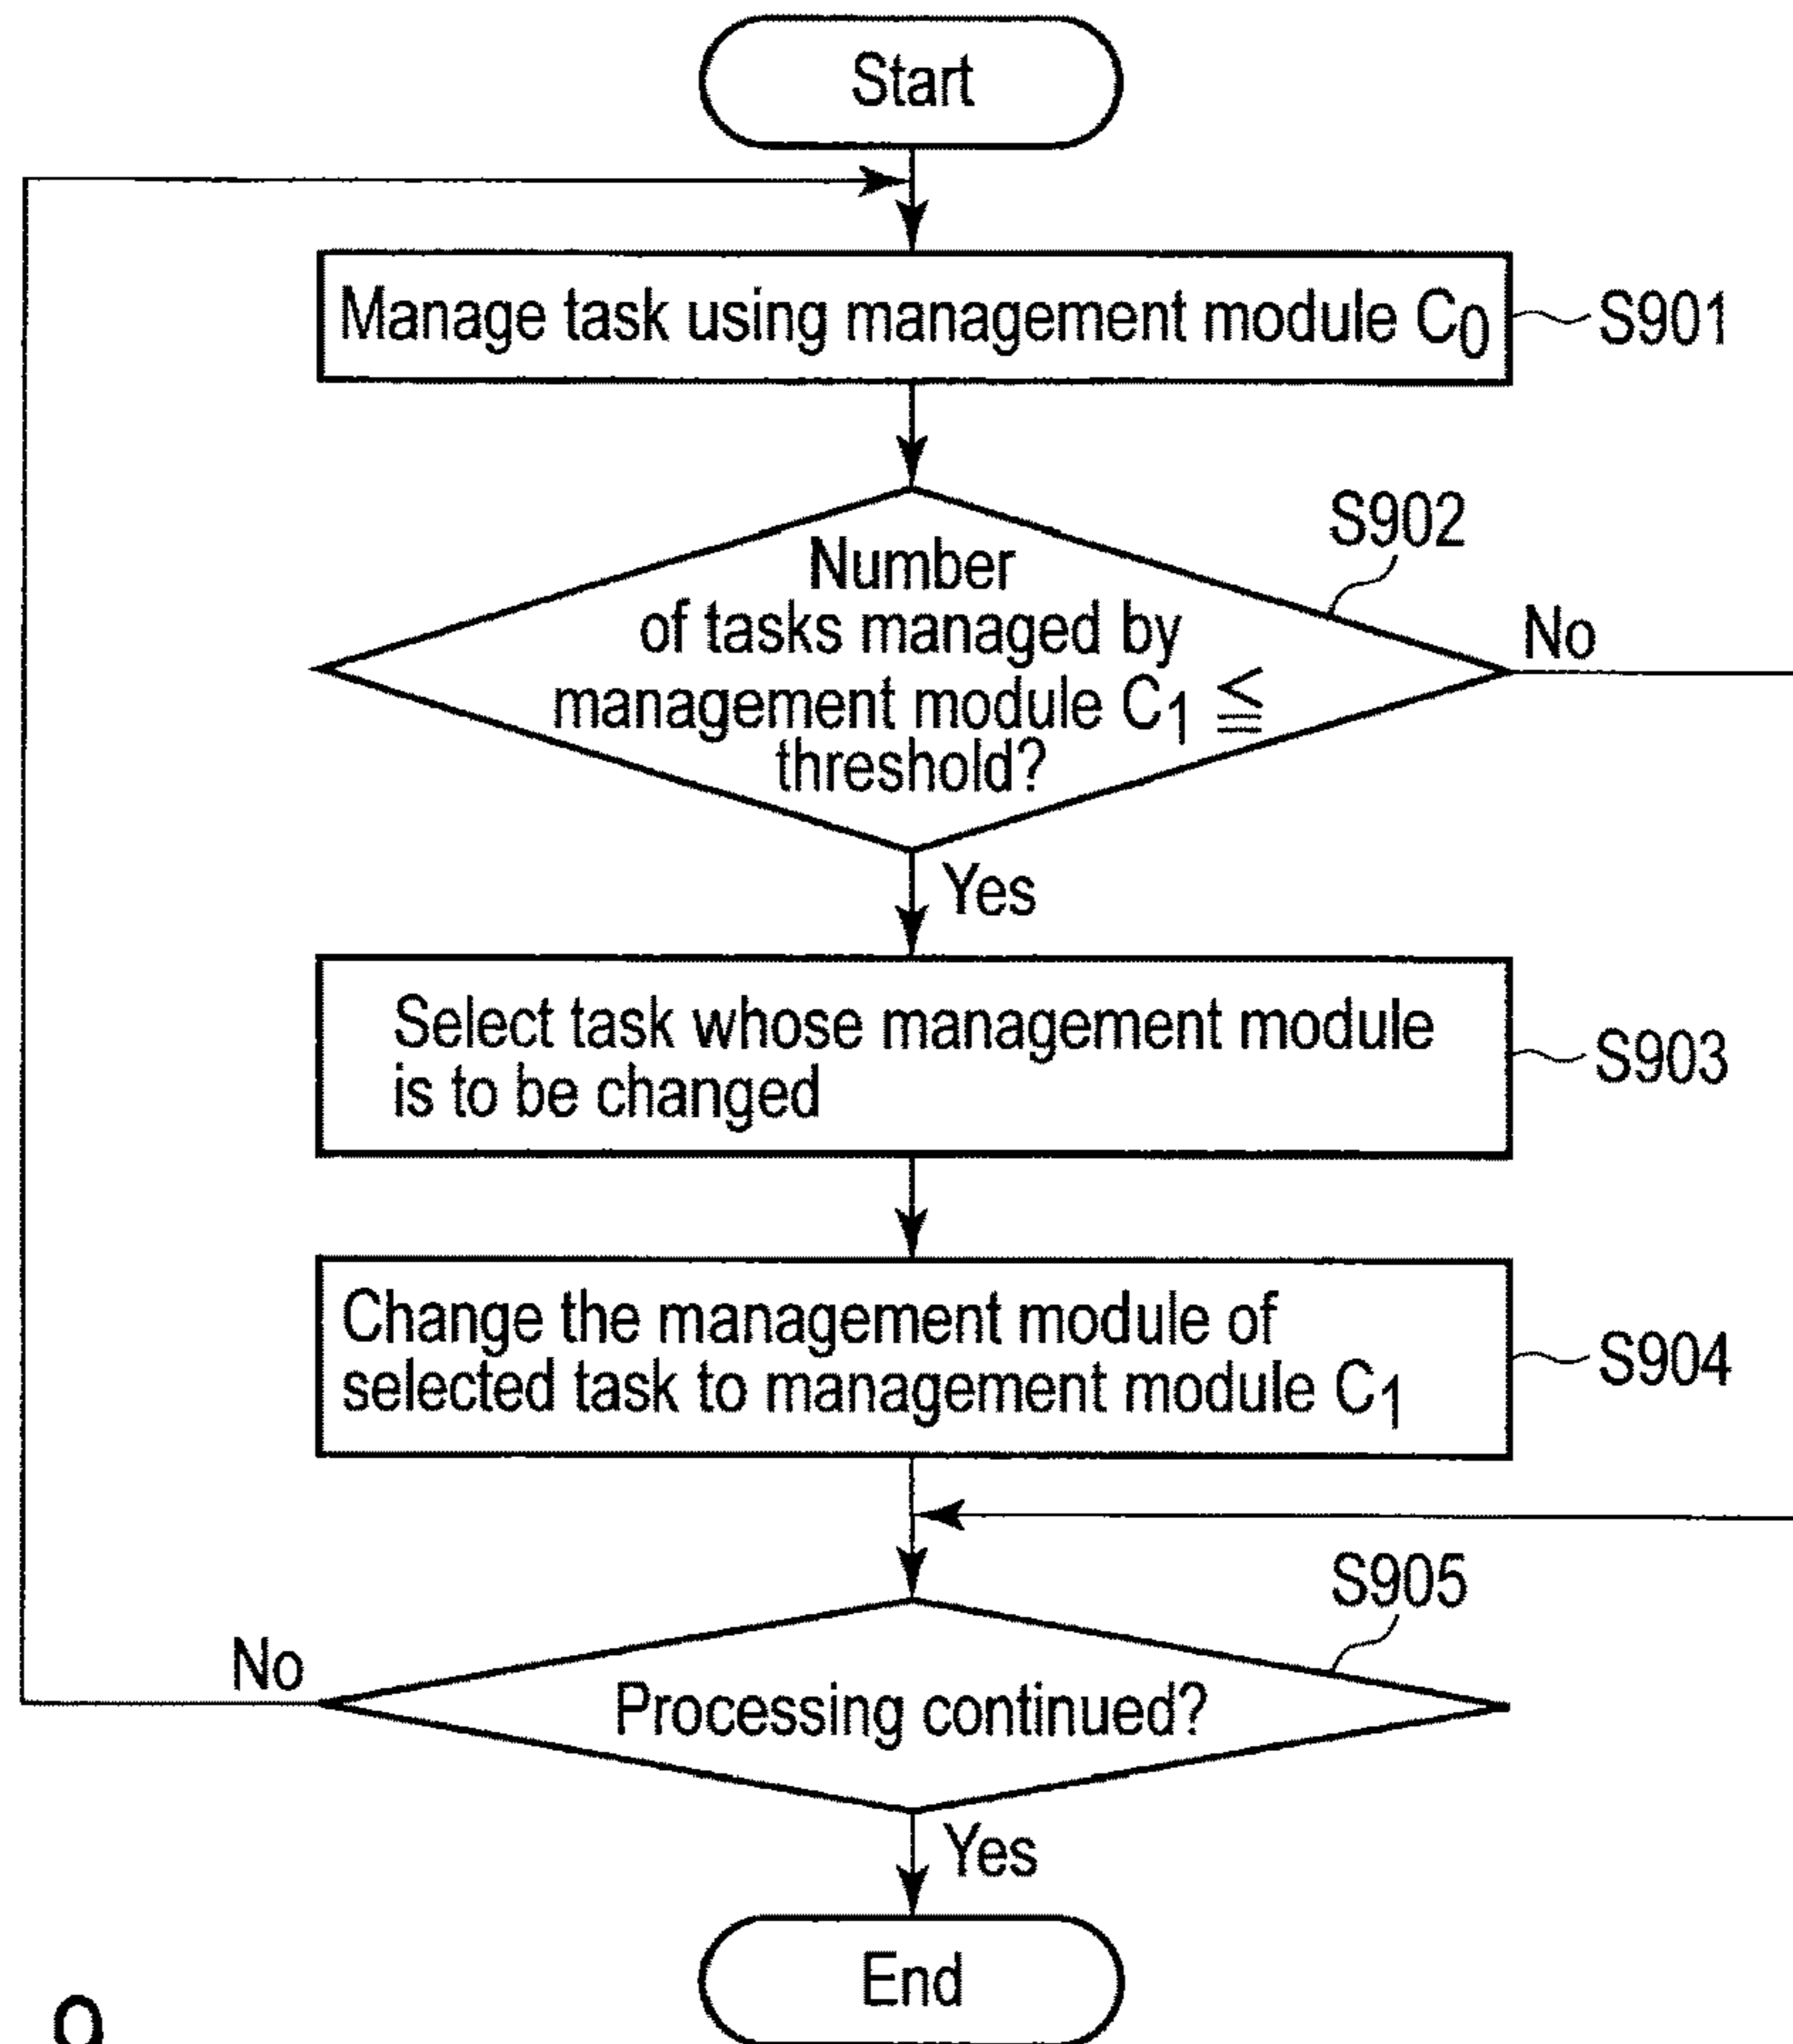 Start
Manage task using management module C₀
S901
S902
Number
of tasks managed by
management module C₁ ≦
threshold?
No
Yes
Select task whose management module
is to be changed
S903
Change the management module of
selected task to management module C₁
S904
S905
No
Processing continued?
Yes
End
9